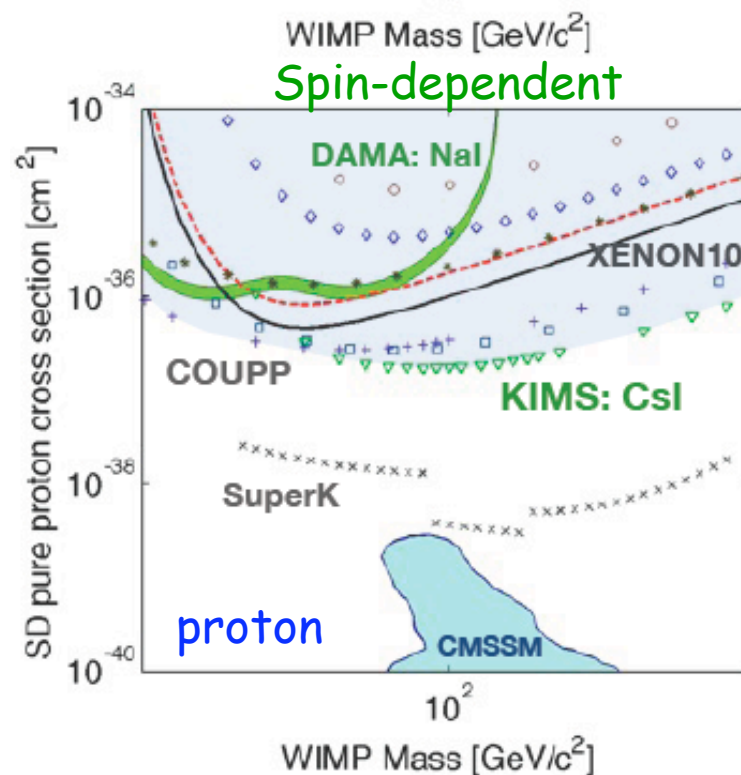 WIMP Mass [GeV/c²]
Spin-dependent
10⁻³⁴
DAMA: NaI
XENON10
10⁻³⁶
COUPP
KIMS: CsI
10⁻³⁸
SuperK
proton
CMSSM
10⁻⁴⁰
10²
WIMP Mass [GeV/c²]
SD pure proton cross section [cm²]